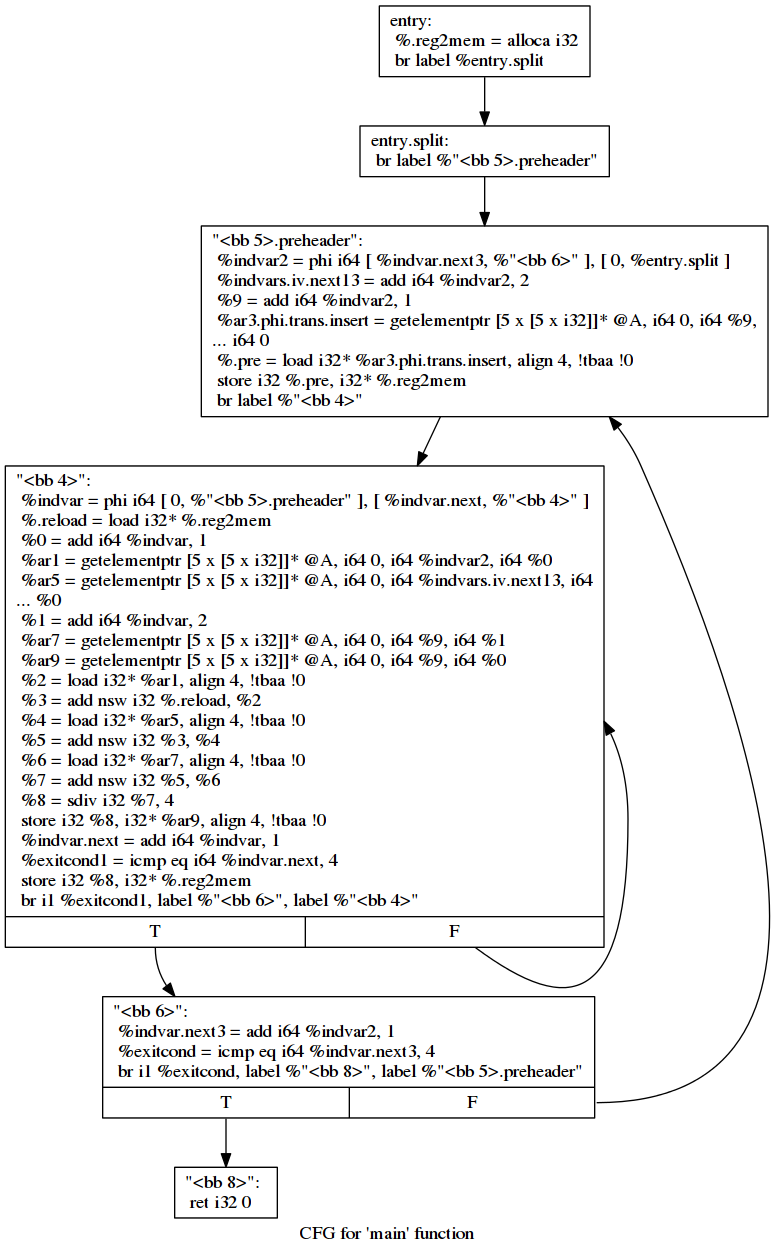 entry:
%.reg2mem = alloca i32
br label %entry.split
entry.split:
br label %"<bb 5>.preheader"
"<bb 5>.preheader":
%indvar2 = phi i64 [ %indvar.next3, %"<bb 6>" ], [ 0, %entry.split ]
%indvars.iv.next13 = add i64 %indvar2, 2
%9 = add i64 %indvar2, 1
%ar3.phi.trans.insert = getelementptr [5 x [5 x i32]]* @A, i64 0, i64 %9,
... i64 0
%.pre = load i32* %ar3.phi.trans.insert, align 4, !tbaa !0
store i32 %.pre, i32* %.reg2mem
br label %"<bb 4>"
"<bb 4>":
%indvar = phi i64 [ 0, %"<bb 5>.preheader" ], [ %indvar.next, %"<bb 4>" ]
%.reload = load i32* %.reg2mem
%0 = add i64 %indvar, 1
%ar1 = getelementptr [5 x [5 x i32]]* @A, i64 0, i64 %indvar2, i64 %0
%ar5 = getelementptr [5 x [5 x i32]]* @A, i64 0, i64 %indvars.iv.next13, i64
... %0
%1 = add i64 %indvar, 2
%ar7 = getelementptr [5 x [5 x i32]]* @A, i64 0, i64 %9, i64 %1
%ar9 = getelementptr [5 x [5 x i32]]* @A, i64 0, i64 %9, i64 %0
%2 = load i32* %ar1, align 4, !tbaa !0
%3 = add nsw i32 %.reload, %2
%4 = load i32* %ar5, align 4, !tbaa !0
%5 = add nsw i32 %3, %4
%6 = load i32* %ar7, align 4, !tbaa !0
%7 = add nsw i32 %5, %6
%8 = sdiv i32 %7, 4
store i32 %8, i32* %ar9, align 4, !tbaa !0
%indvar.next = add i64 %indvar, 1
%exitcond1 = icmp eq i64 %indvar.next, 4
store i32 %8, i32* %.reg2mem
br i1 %exitcond1, label %"<bb 6>", label %"<bb 4>"
T
F
"<bb 6>":
%indvar.next3 = add i64 %indvar2, 1
%exitcond = icmp eq i64 %indvar.next3, 4
br i1 %exitcond, label %"<bb 8>", label %"<bb 5>.preheader"
T
F
"<bb 8>":
ret i32 0
CFG for 'main' function